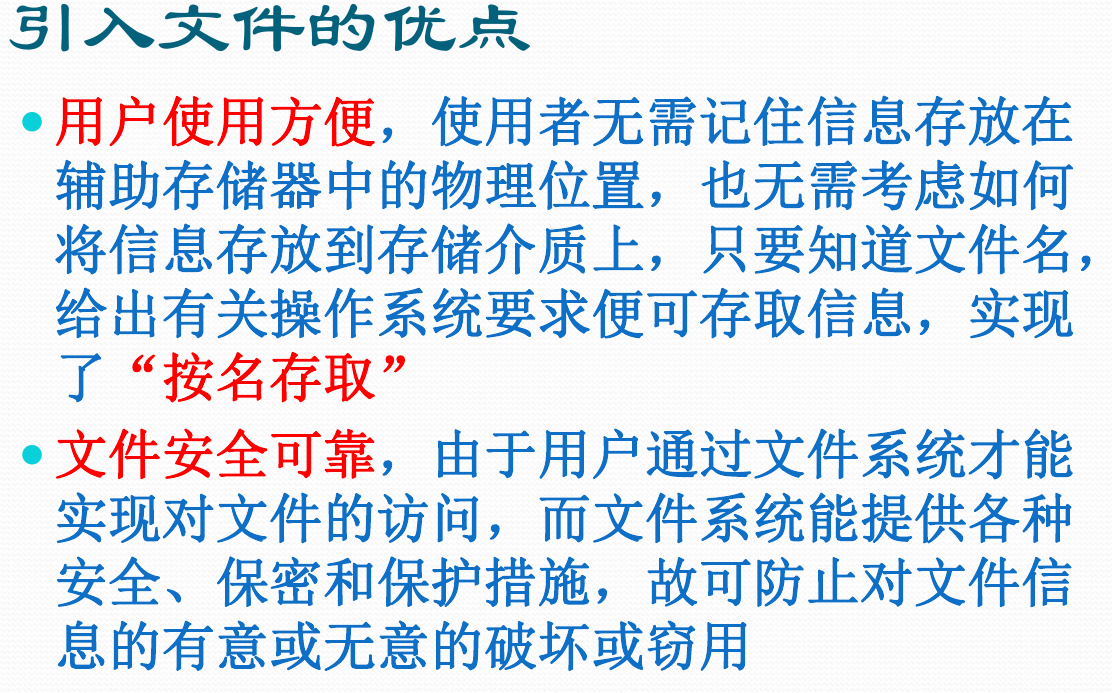 引入文件的优点
•用户使用方便，使用者无需记住信息存放在
辅助存储器中的物理位置，也无需考虑如何
将信息存放到存储介质上，只要知道文件名，
给出有关操作系统要求便可存取信息，实现
了“按名存取”
•文件安全可靠，由于用户通过文件系统才能
实现对文件的访问，而文件系统能提供各种
安全、保密和保护措施，故可防止对文件信
息的有意或无意的破坏或窃用